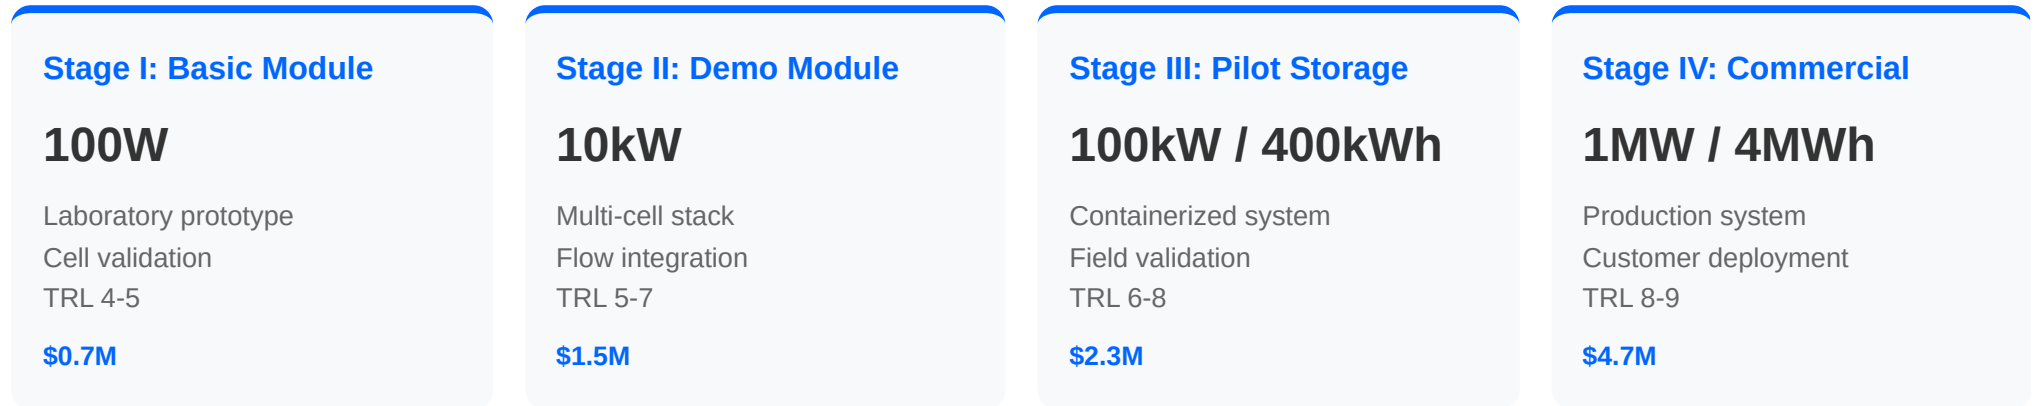 Stage I: Basic Module
100W
Laboratory prototype
Cell validation
TRL 4-5
$0.7M
Stage II: Demo Module
10kW
Multi-cell stack
Flow integration
TRL 5-7
$1.5M
Stage III: Pilot Storage
100kW / 400kWh
Containerized system
Field validation
TRL 6-8
$2.3M
Stage IV: Commercial
1MW / 4MWh
Production system
Customer deployment
TRL 8-9
$4.7M